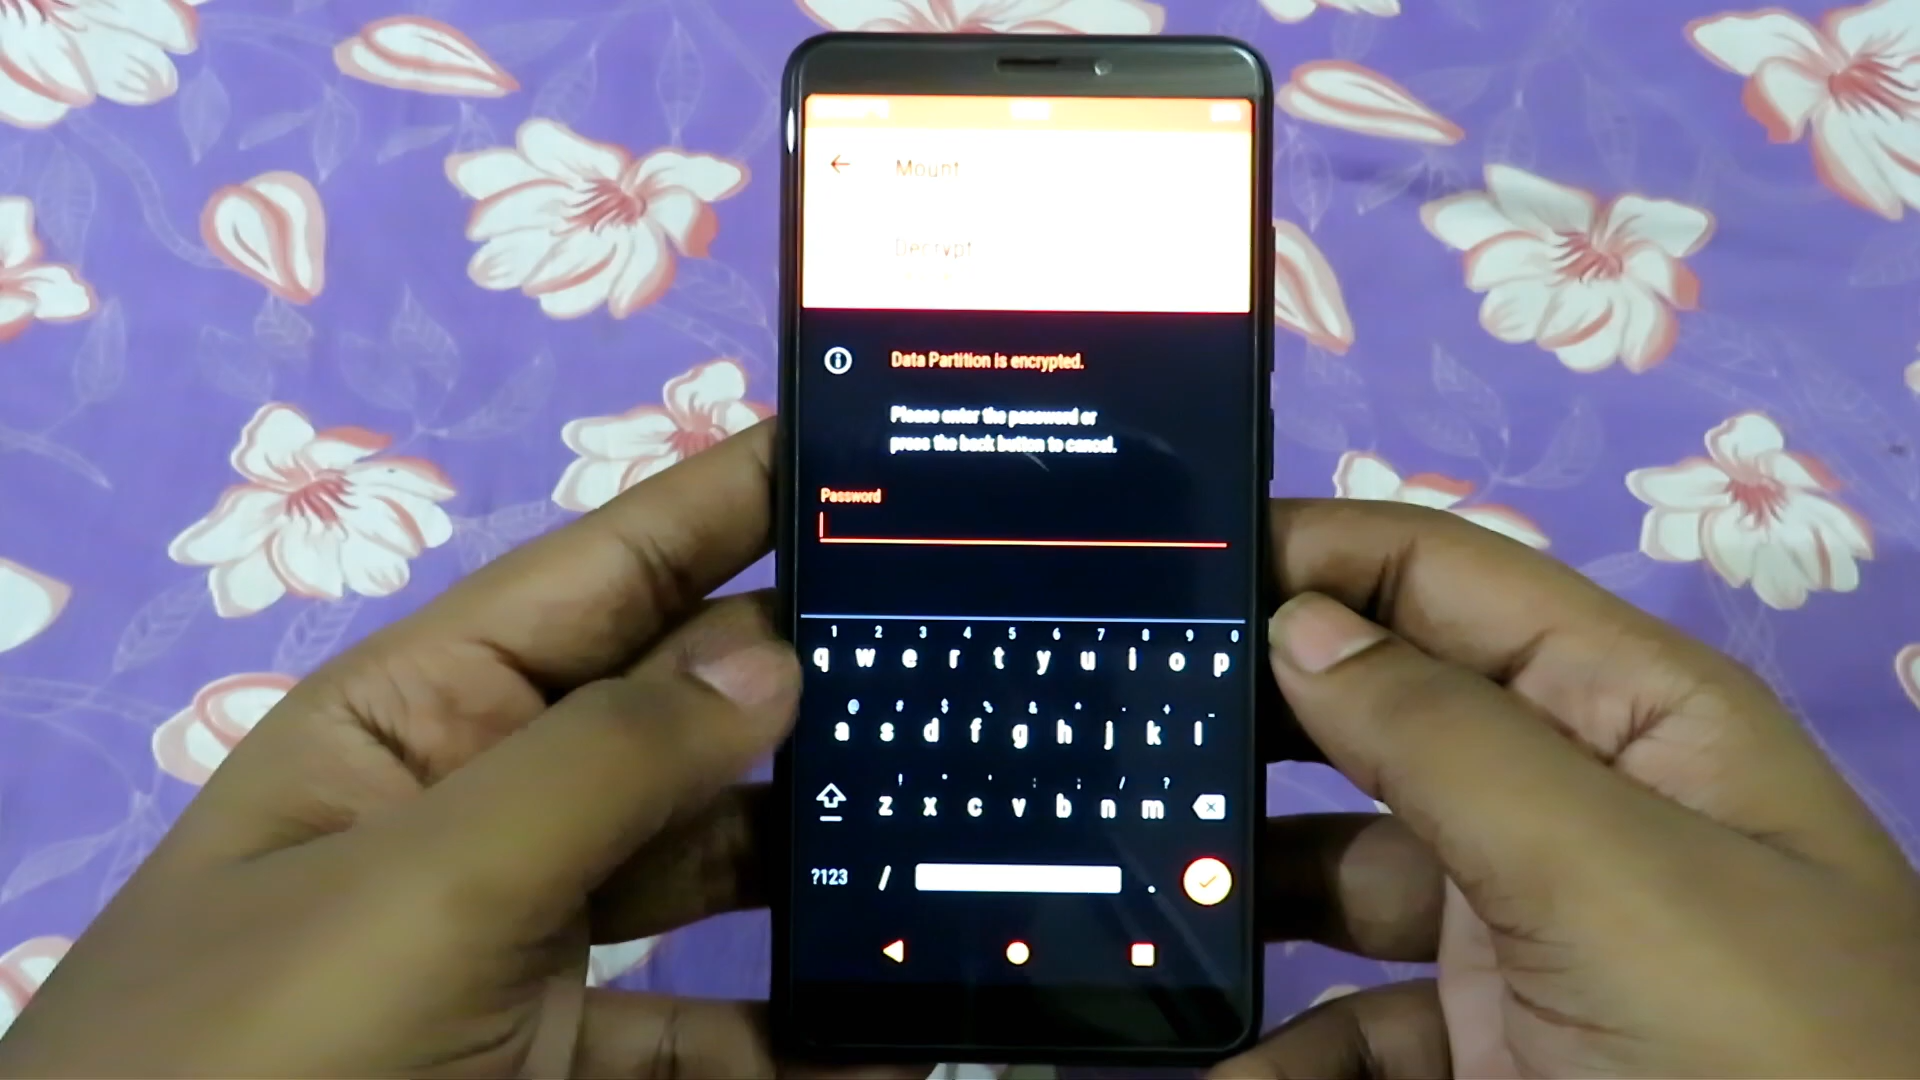 Mount
Decrypt
Data Partition is encrypted.
Please enter the password or
press the back button to cancel.
Password
1 2 3 4 5 6 7 8 9 0
q w e r t y u i o p
@ # $ % & * - + _
a s d f g h j k l
! " ' : ; / ?
z x c v b n m
?123 / .